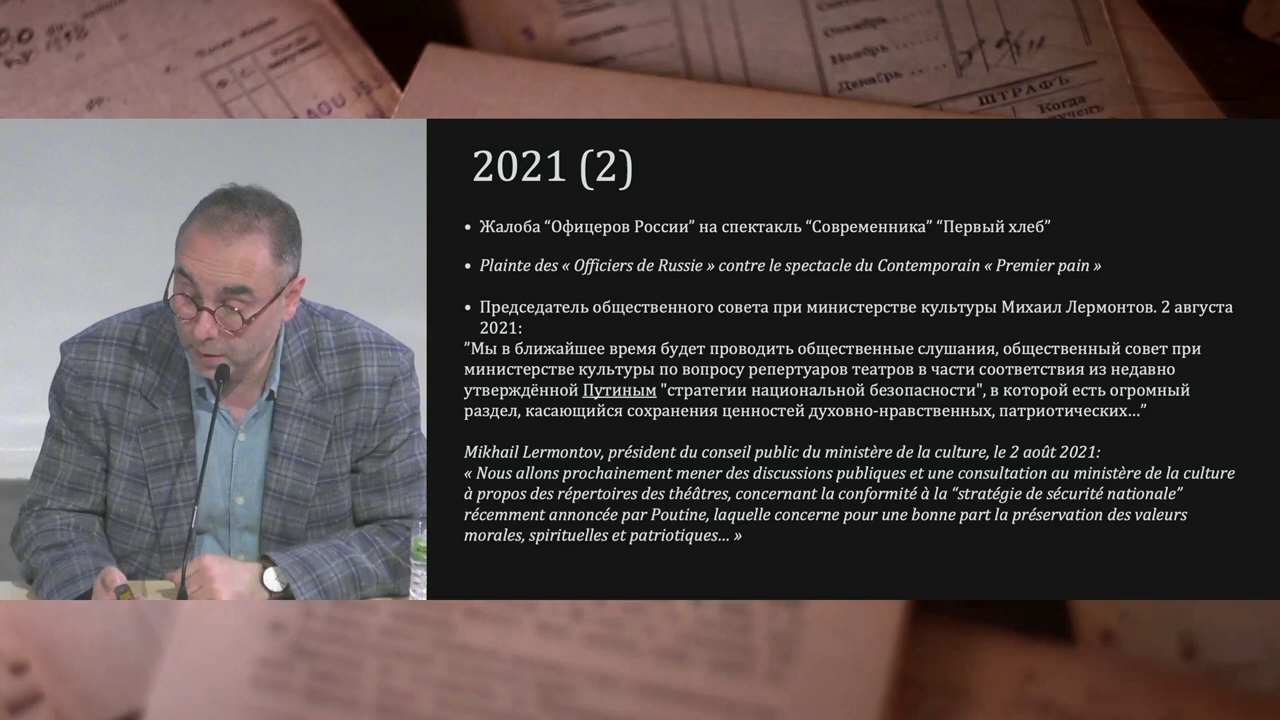 Ноябрь
Декабрь
ШТРАФЪ
Когда
2021 (2)
• Жалоба “Офицеров России” на спектакль “Современника” “Первый хлеб”
• Plainte des « Officiers de Russie » contre le spectacle du Contemporain « Premier pain »
• Председатель общественного совета при министерстве культуры Михаил Лермонтов. 2 августа
2021:
”Мы в ближайшее время будет проводить общественные слушания, общественный совет при
министерстве культуры по вопросу репертуаров театров в части соответствия из недавно
утверждённой Путиным "стратегии национальной безопасности", в которой есть огромный
раздел, касающийся сохранения ценностей духовно-нравственных, патриотических…”
Mikhail Lermontov, président du conseil public du ministère de la culture, le 2 août 2021:
« Nous allons prochainement mener des discussions publiques et une consultation au ministère de la culture
à propos des répertoires des théâtres, concernant la conformité à la “stratégie de sécurité nationale”
récemment annoncée par Poutine, laquelle concerne pour une bonne part la préservation des valeurs
morales, spirituelles et patriotiques… »